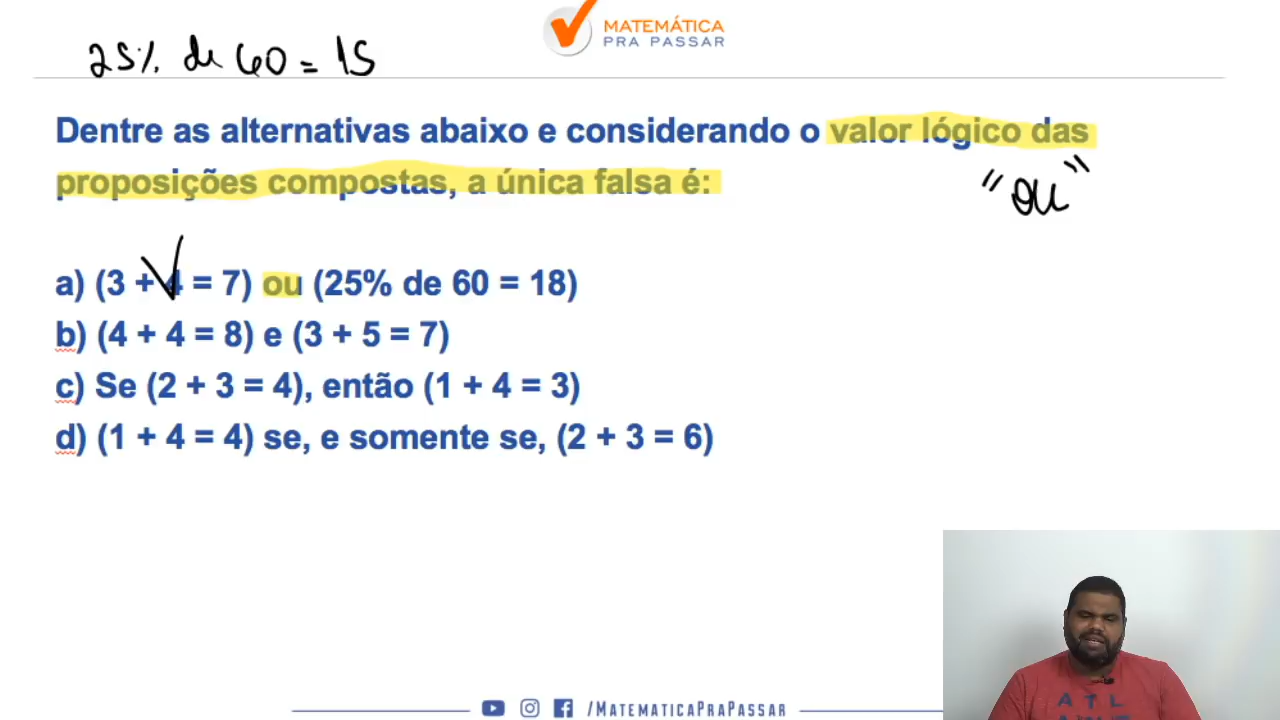 MATEMÁTICA
PRA PASSAR
25% de 60 = 15
Dentre as alternativas abaixo e considerando o valor lógico das
proposições compostas, a única falsa é:
"ou"
V
a) (3 + 4 = 7) ou (25% de 60 = 18)
b) (4 + 4 = 8) e (3 + 5 = 7)
c) Se (2 + 3 = 4), então (1 + 4 = 3)
d) (1 + 4 = 4) se, e somente se, (2 + 3 = 6)
ATL
/MATEMATICAPRAPASSAR